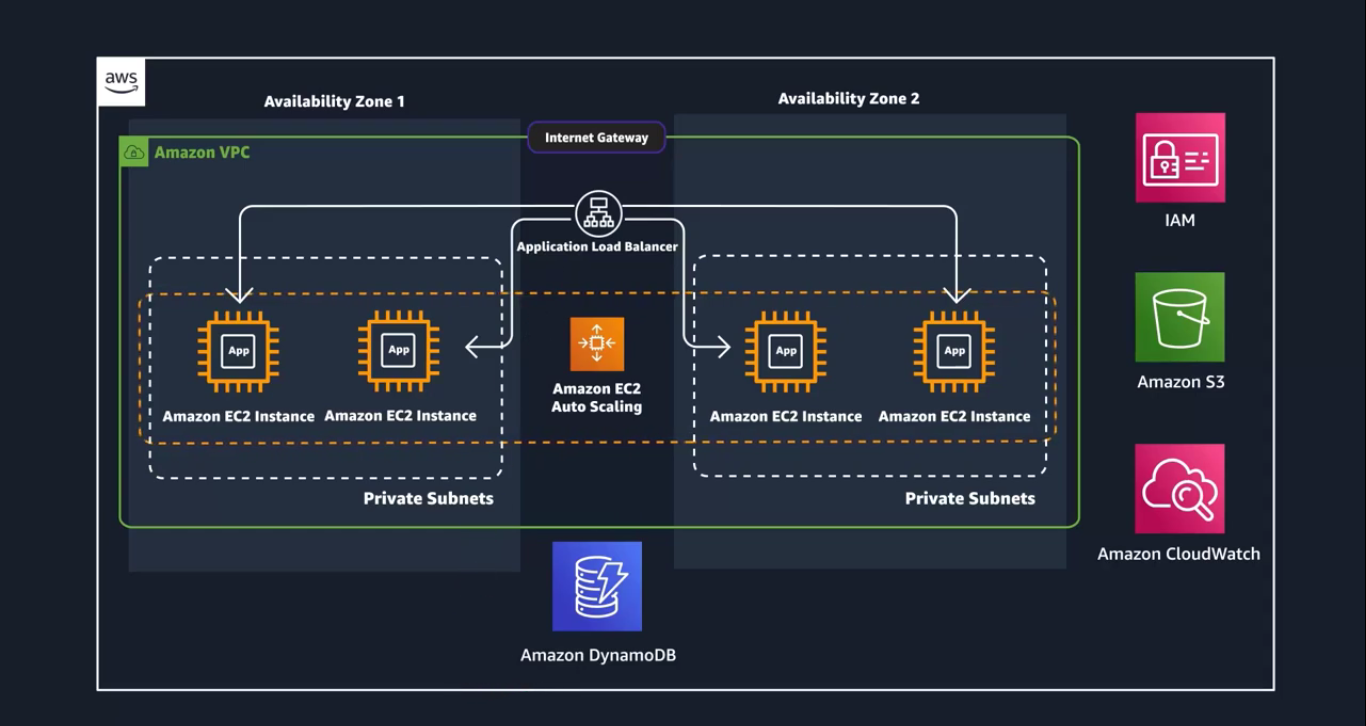 aws
Availability Zone 1
Availability Zone 2
Internet Gateway
Amazon VPC
Application Load Balancer
IAM
App
App
App
App
Amazon EC2 Instance
Amazon EC2 Instance
Amazon EC2
Auto Scaling
Amazon EC2 Instance
Amazon EC2 Instance
Amazon S3
Private Subnets
Private Subnets
Amazon CloudWatch
Amazon DynamoDB